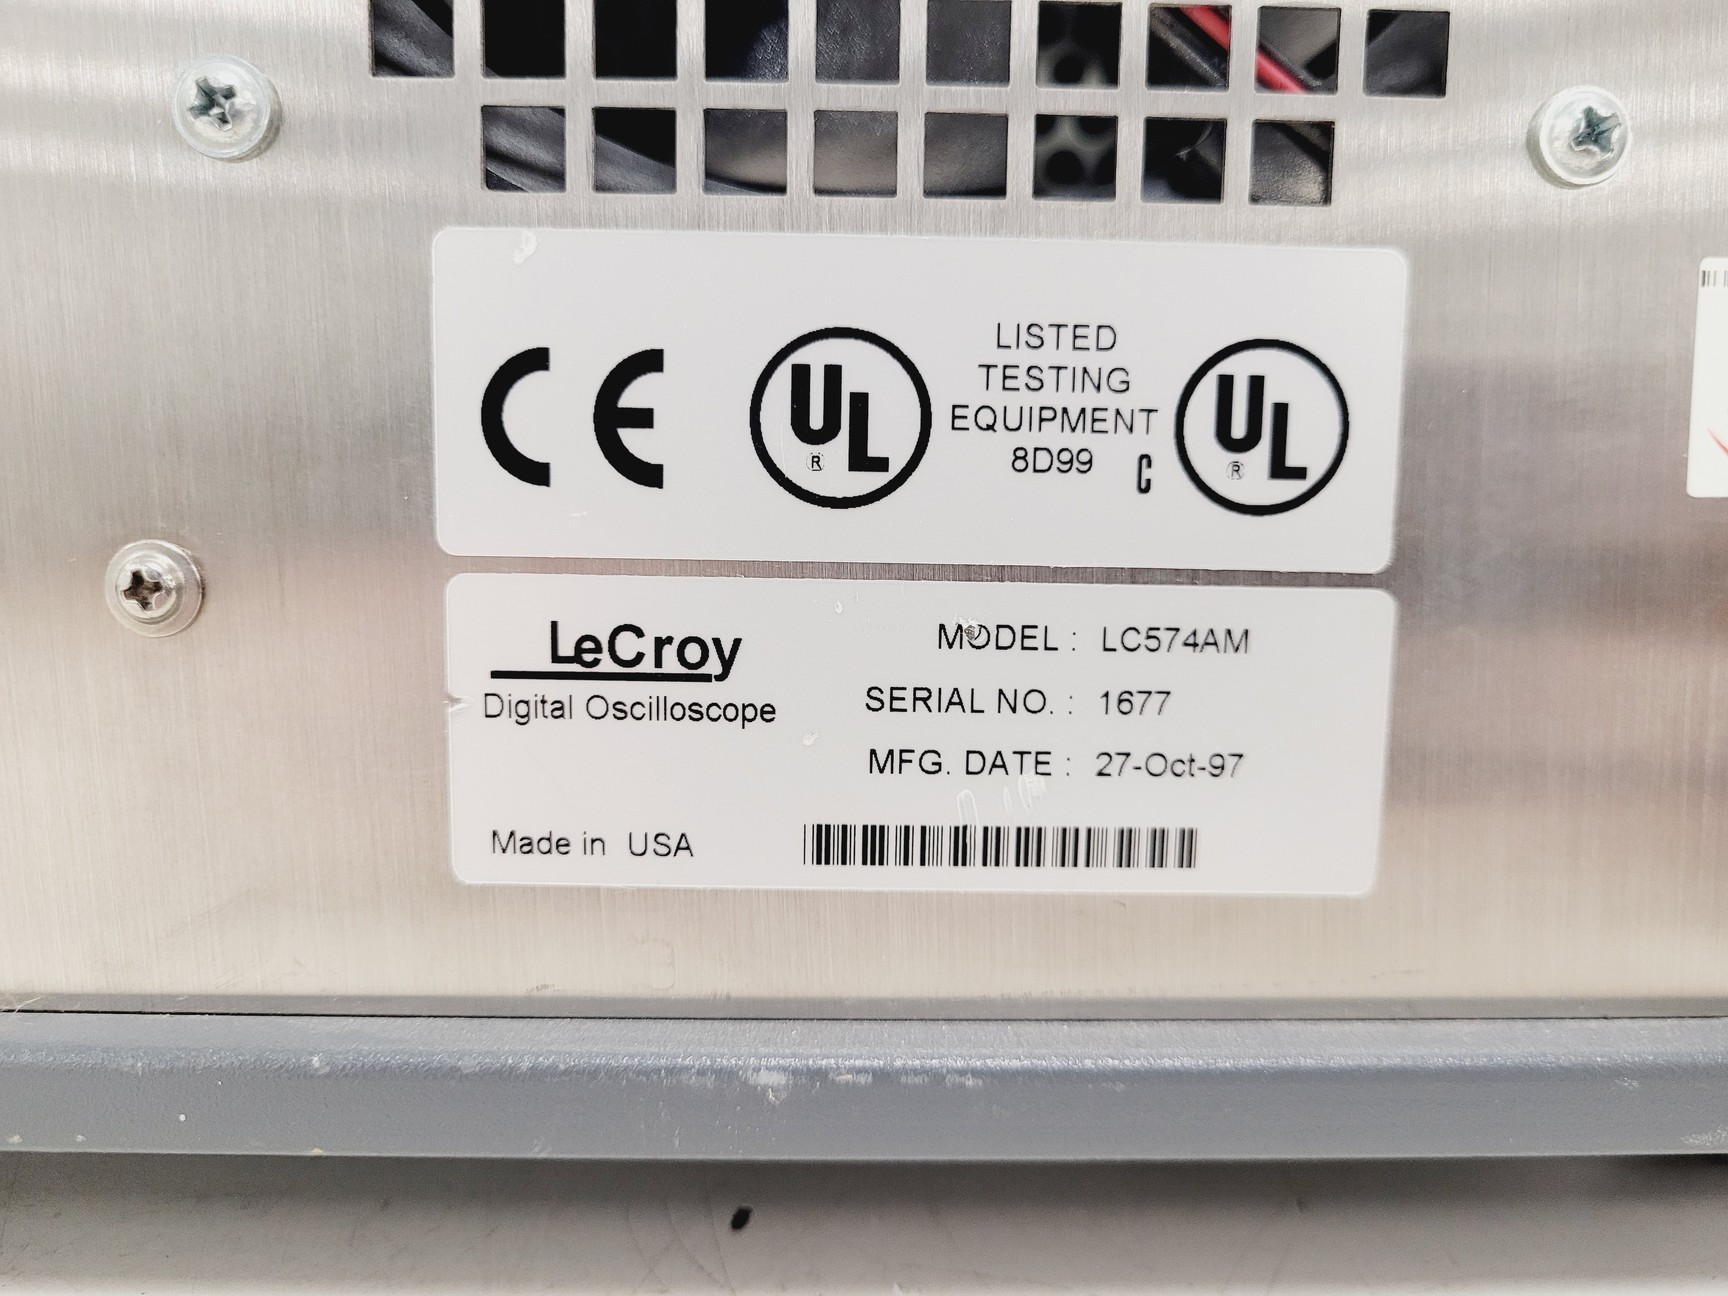 CE
UL
®
LISTED
TESTING
EQUIPMENT
8D99
C
UL
®
LeCroy
Digital Oscilloscope
MODEL : LC574AM
SERIAL NO. : 1677
MFG. DATE : 27-Oct-97
Made in USA